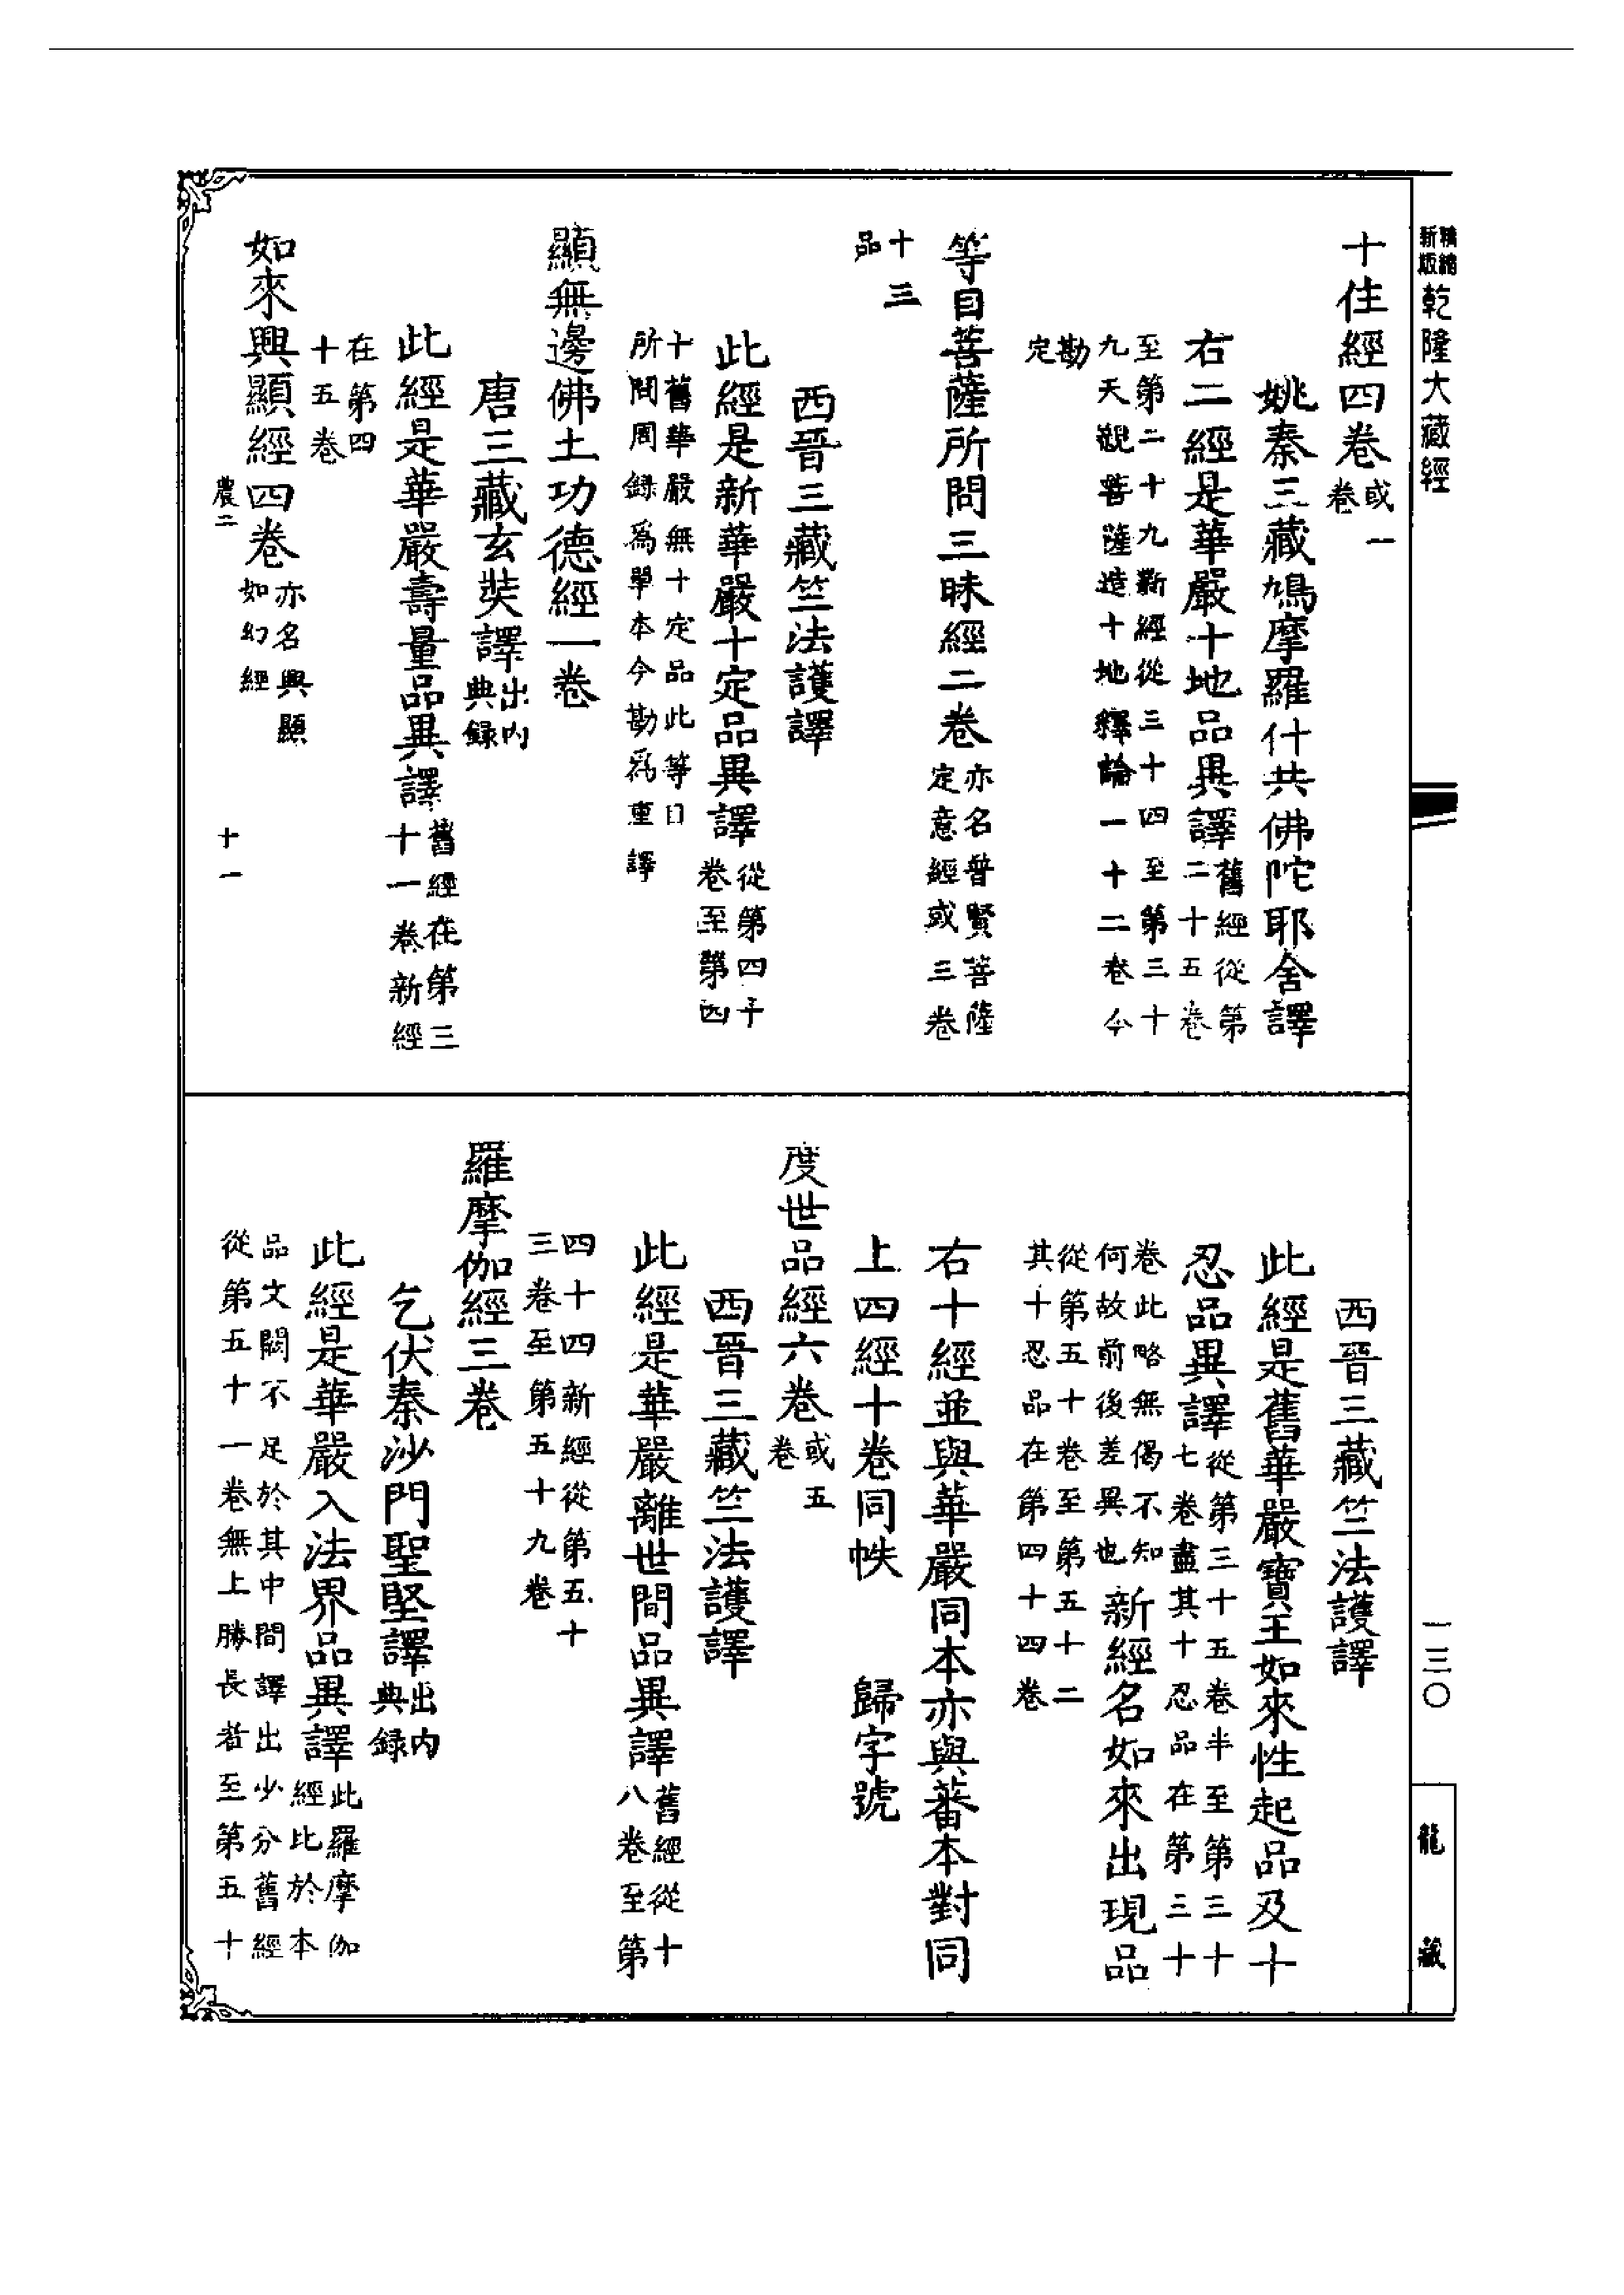 精縮新版乾隆大藏經
十住經四卷或一
卷
姚秦三藏鳩摩羅什共佛陀耶舍譯
右二經是華嚴十地品異譯舊經從第
二十五卷
至第二十九新經從三十四至第三十
九天親菩薩造十地釋論一十二卷今
勘
定
等目菩薩所問三昧經二卷亦名普賢菩薩
定意經或三卷
十三
品
西晉三藏竺法護譯
此經是新華嚴十定品異譯從第四十
卷至第四
十舊華嚴無十定品此等目
所問周録爲單本今勘爲重譯
顯無邊佛土功德經一卷
唐三藏玄奘譯出内
典録
此經是華嚴壽量品異譯舊經在第三
十一卷新經
在第四
十五卷
如來興顯經四卷亦名興顯
如幻經
農二 十一
西晉三藏竺法護譯
此經是舊華嚴寶王如來性起品及十
忍品異譯從第三十五卷半至第三十
七卷盡其十忍品在第三十
卷此略無偈不知
何故前後差異也新經名如來出現品
從第五十卷至第五十二
其十忍品在第四十四卷
右十經並與華嚴同本亦與蕃本對同
上四經十卷同帙 歸字號
度世品經六卷或五
卷
西晉三藏竺法護譯
此經是華嚴離世間品異譯舊經從十
八卷至第
四十四新經從第五十
三卷至第五十九卷
羅摩伽經三卷
乞伏秦沙門聖堅譯出内
典録
此經是華嚴入法界品異譯此羅摩伽
經比於本
品文闕不足於其中間譯出少分舊經
從第五十一卷無上勝長者至第五十
一三〇
龍藏